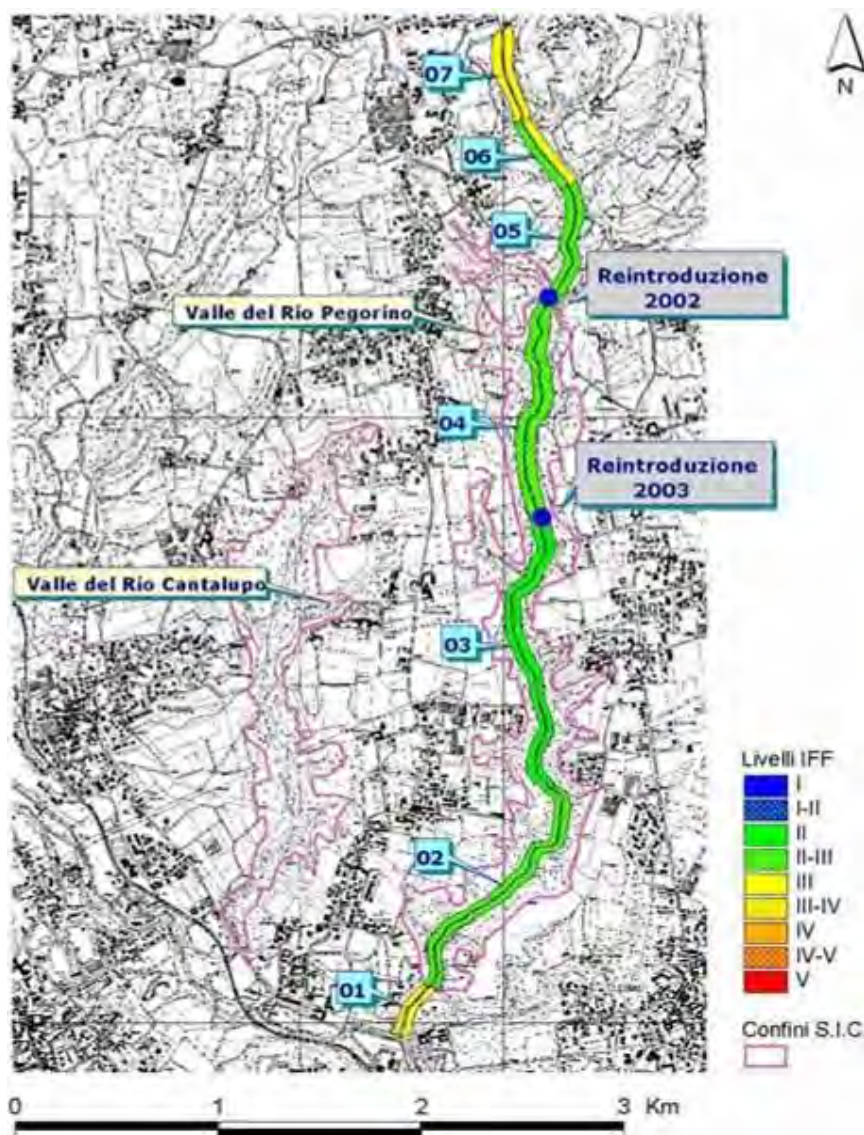 07
N
06
05
Reintroduzione
2002
Valle del Rio Pegorino
04
Reintroduzione
2003
Valle del Rio Cantalupo
03
02
01
Livelli IFF
I
I-II
II
II-III
III
III-IV
IV
IV-V
V
Confini S.I.C.
0 1 2 3 Km